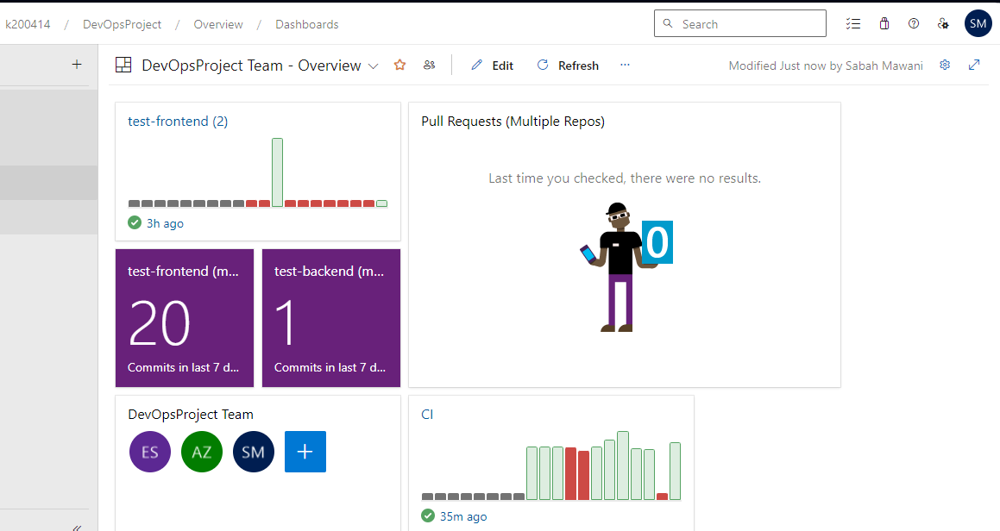 k200414 / DevOpsProject / Overview / Dashboards
Search
SM
DevOpsProject Team - Overview
Edit
Refresh
Modified Just now by Sabah Mawani
test-frontend (2)
3h ago
Pull Requests (Multiple Repos)
Last time you checked, there were no results.
0
test-frontend (m...
20
Commits in last 7 d...
test-backend (m...
1
Commits in last 7 d...
DevOpsProject Team
ES AZ SM
CI
35m ago